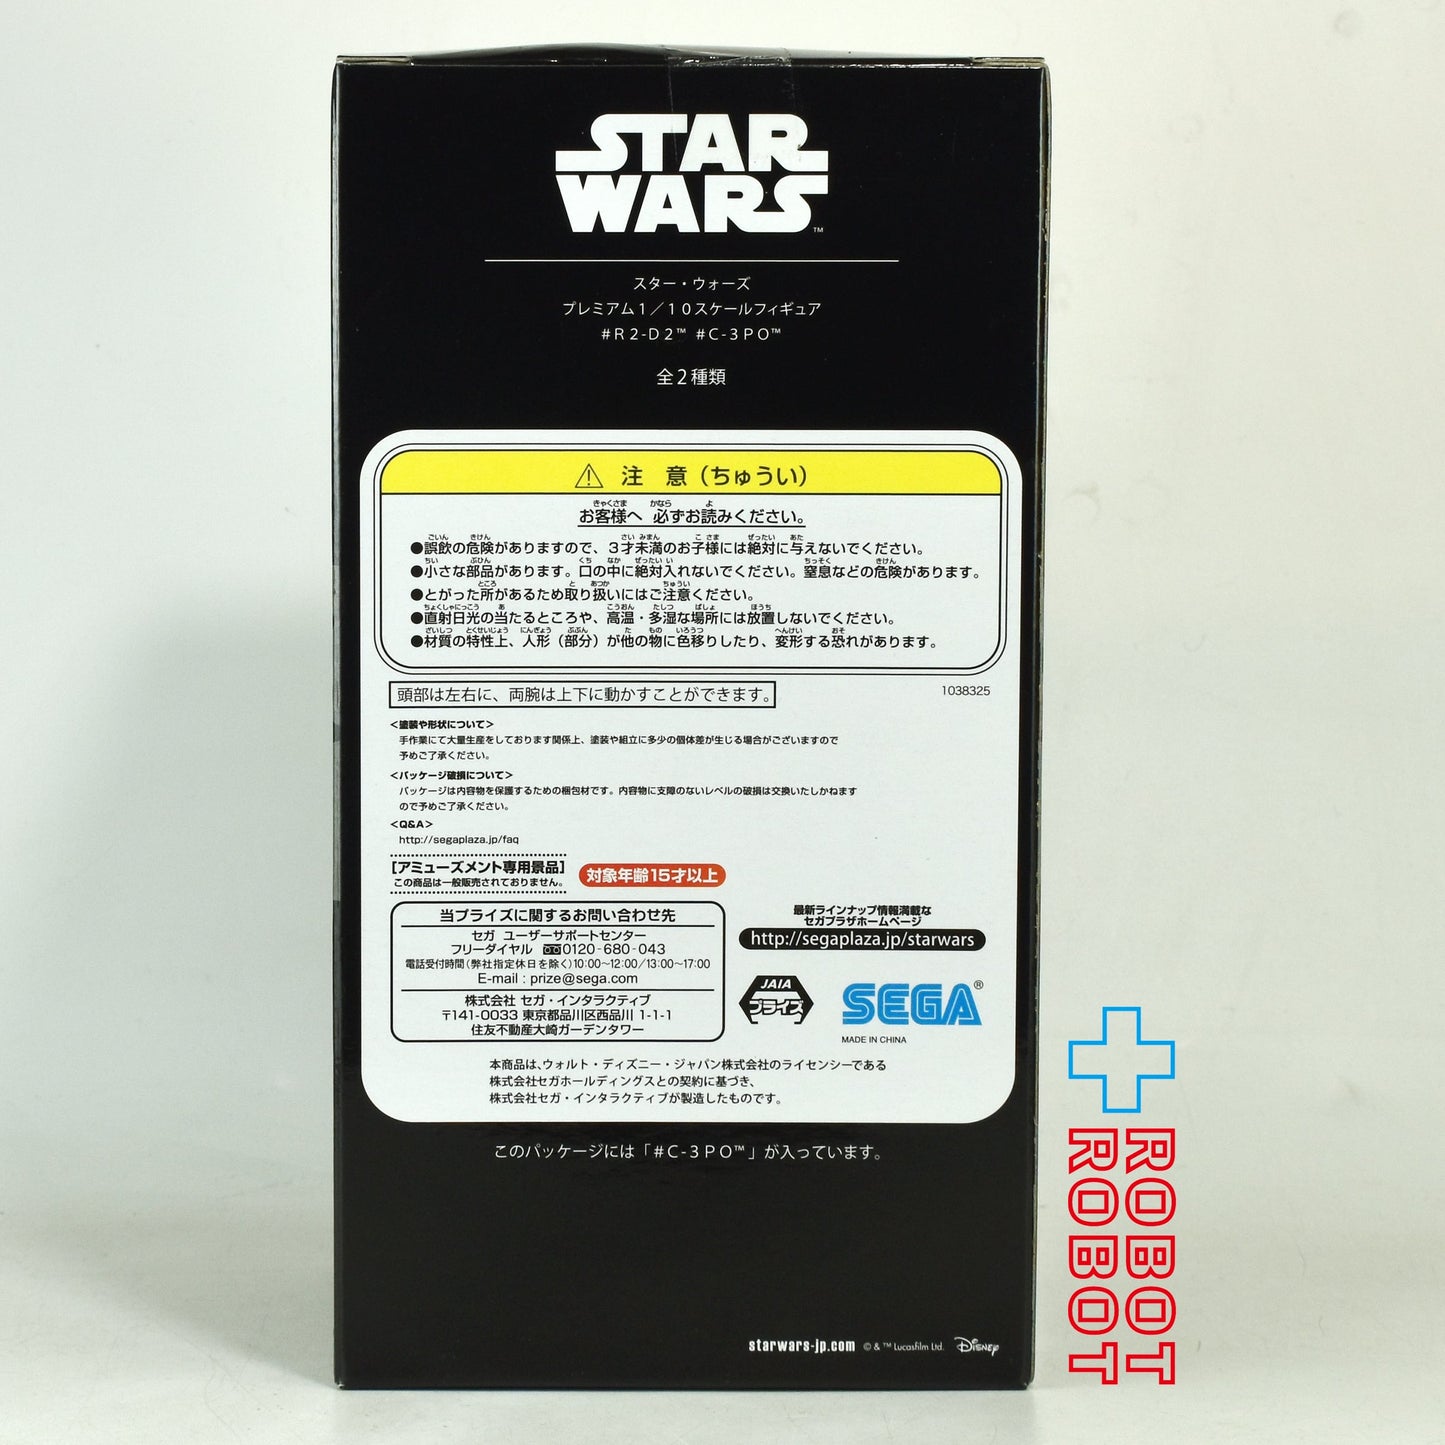 STAR
WARS™
スター・ウォーズ
プレミアム1／10スケールフィギュア
#R2-D2™ #C-3PO™
全2種類
⚠ 注 意（ちゅうい）
お客様へ 必ずお読みください。
●誤飲の危険がありますので、3才未満のお子様には絶対に与えないでください。
●小さな部品があります。口の中に絶対入れないでください。窒息などの危険があります。
●とがった所があるため取り扱いにはご注意ください。
●直射日光の当たるところや、高温・多湿な場所には放置しないでください。
●材質の特性上、人形（部分）が他の物に色移りしたり、変形する恐れがあります。
頭部は左右に、両腕は上下に動かすことができます。
1038325
＜塗装や形状について＞
手作業にて大量生産をしております関係上、塗装や組立に多少の個体差が生じる場合がございますので
予めご了承ください。
＜パッケージ破損について＞
パッケージは内容物を保護するための梱包材です。内容物に支障のないレベルの破損は交換いたしかねます
ので予めご了承ください。
＜Q&A＞
http://segaplaza.jp/faq
[アミューズメント専用景品]
この商品は一般販売されておりません。
対象年齢15才以上
当プライズに関するお問い合わせ先
セガ ユーザーサポートセンター
フリーダイヤル 0120-680-043
電話受付時間（弊社指定休日を除く）10:00～12:00/13:00～17:00
E-mail : prize@sega.com
株式会社 セガ・インタラクティブ
〒141-0033 東京都品川区西品川 1-1-1
住友不動産大崎ガーデンタワー
最新ラインナップ情報満載な
セガプラザホームページ
http://segaplaza.jp/starwars
JAIA
プライズ
SEGA®
MADE IN CHINA
本商品は、ウォルト・ディズニー・ジャパン株式会社のライセンシーである
株式会社セガホールディングスとの契約に基づき、
株式会社セガ・インタラクティブが製造したものです。
このパッケージには「#C-3PO™」が入っています。
starwars-jp.com © & ™ Lucasfilm Ltd. Disney
ROBOT
ROBOT